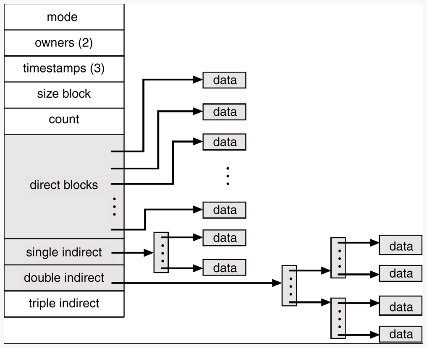 mode
owners (2)
timestamps (3)
size block
count
direct blocks
single indirect
double indirect
triple indirect
data
data
data
data
data
data
data
data
data
data